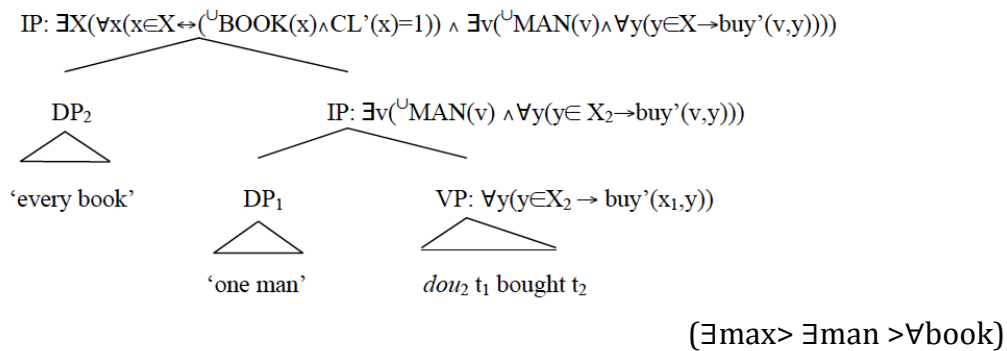 IP: ∃X(∀x(x∈X↔(∪BOOK(x)∧CL’(x)=1)) ∧ ∃v(∪MAN(v)∧∀y(y∈X→buy’(v,y))))
DP₂ IP: ∃v(∪MAN(v) ∧∀y(y∈ X₂→buy’(v,y)))
‘every book’ DP₁ VP: ∀y(y∈X₂ → buy’(x₁,y))
‘one man’ dou₂ t₁ bought t₂
(∃max> ∃man >∀book)